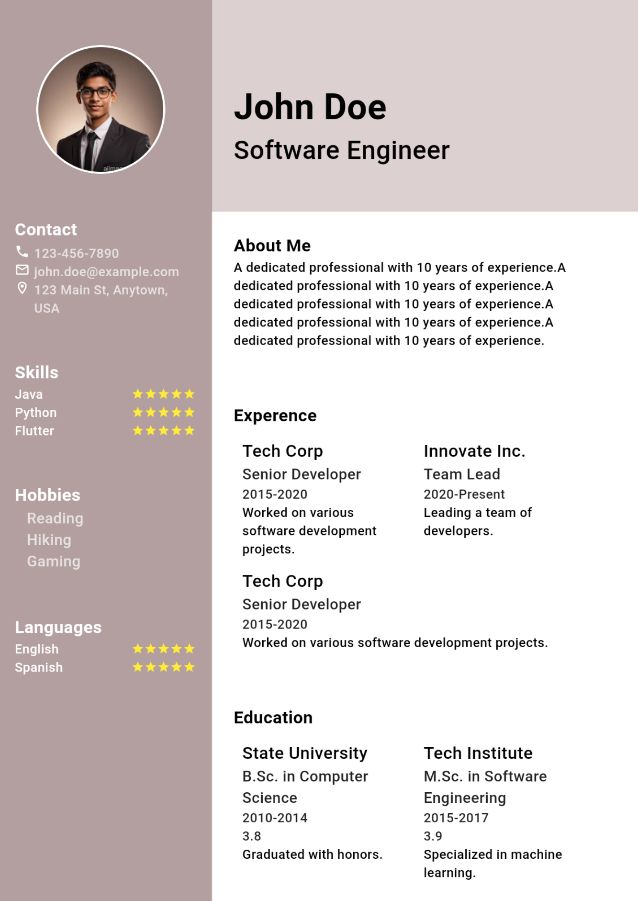 John Doe
Software Engineer
Contact
123-456-7890
john.doe@example.com
123 Main St, Anytown,
USA
Skills
Java
Python
Flutter
Hobbies
Reading
Hiking
Gaming
Languages
English
Spanish
About Me
A dedicated professional with 10 years of experience.A
dedicated professional with 10 years of experience.A
dedicated professional with 10 years of experience.A
dedicated professional with 10 years of experience.A
dedicated professional with 10 years of experience.
Experence
Tech Corp
Senior Developer
2015-2020
Worked on various
software development
projects.
Innovate Inc.
Team Lead
2020-Present
Leading a team of
developers.
Tech Corp
Senior Developer
2015-2020
Worked on various software development projects.
Education
State University
B.Sc. in Computer
Science
2010-2014
3.8
Graduated with honors.
Tech Institute
M.Sc. in Software
Engineering
2015-2017
3.9
Specialized in machine
learning.